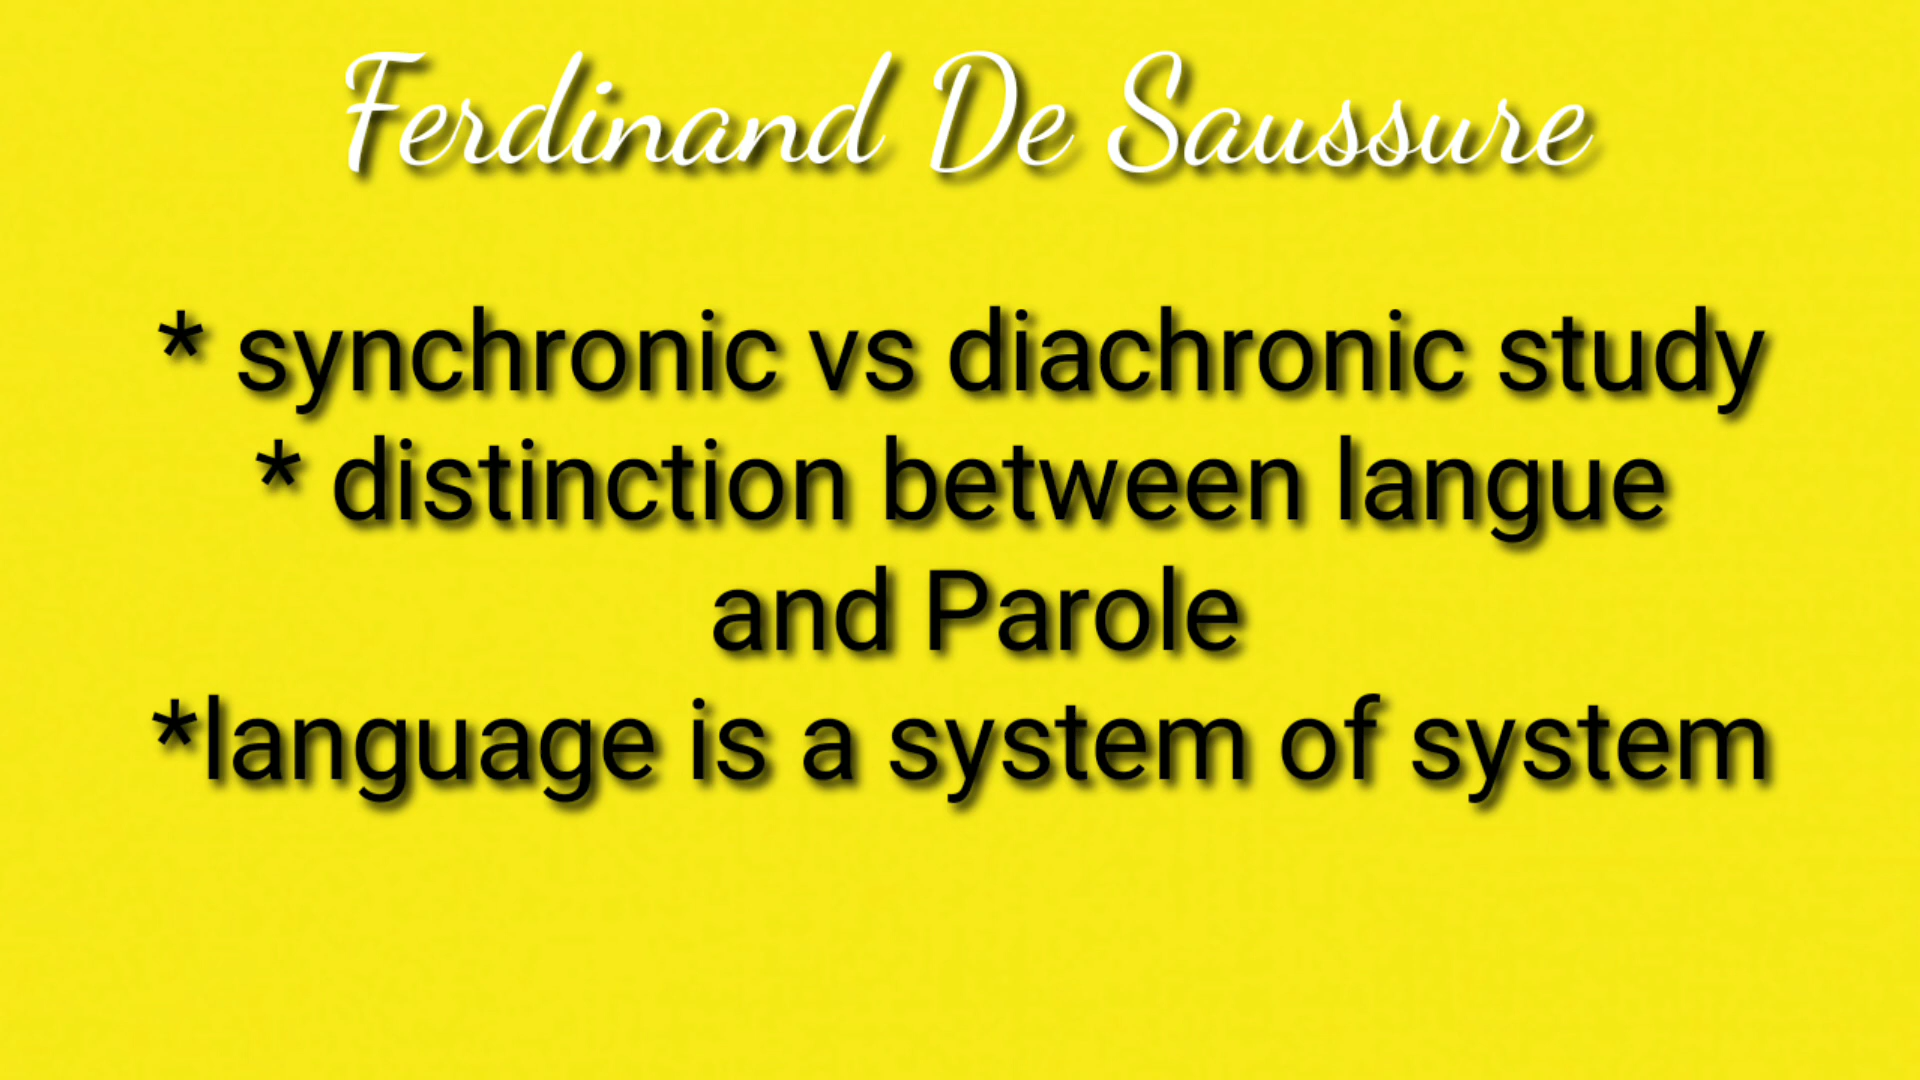 Ferdinand De Saussure
* synchronic vs diachronic study
* distinction between langue
and Parole
*language is a system of system